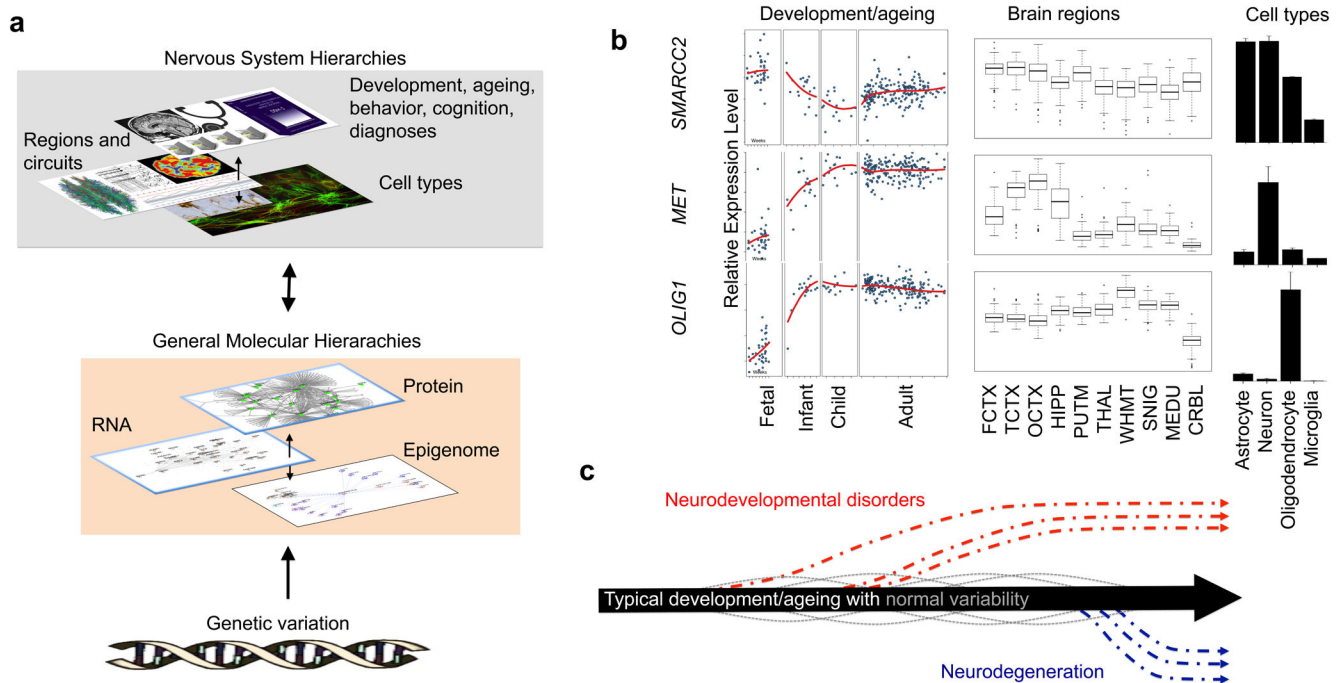 a
Nervous System Hierarchies
Development, ageing,
behavior, cognition,
diagnoses
Regions and
circuits
Cell types
General Molecular Hierarachies
Protein
RNA
Epigenome
Genetic variation
b
Development/ageing
Brain regions
Cell types
SMARCC2
MET
OLIG1
Relative Expression Level
Weeks
Weeks
Weeks
Fetal
Infant
Child
Adult
FCTX
TCTX
OCTX
HIPP
PUTM
THAL
WHMT
SNIG
MEDU
CRBL
Astrocyte
Neuron
Oligodendrocyte
Microglia
c
Neurodevelopmental disorders
Typical development/ageing with normal variability
Neurodegeneration